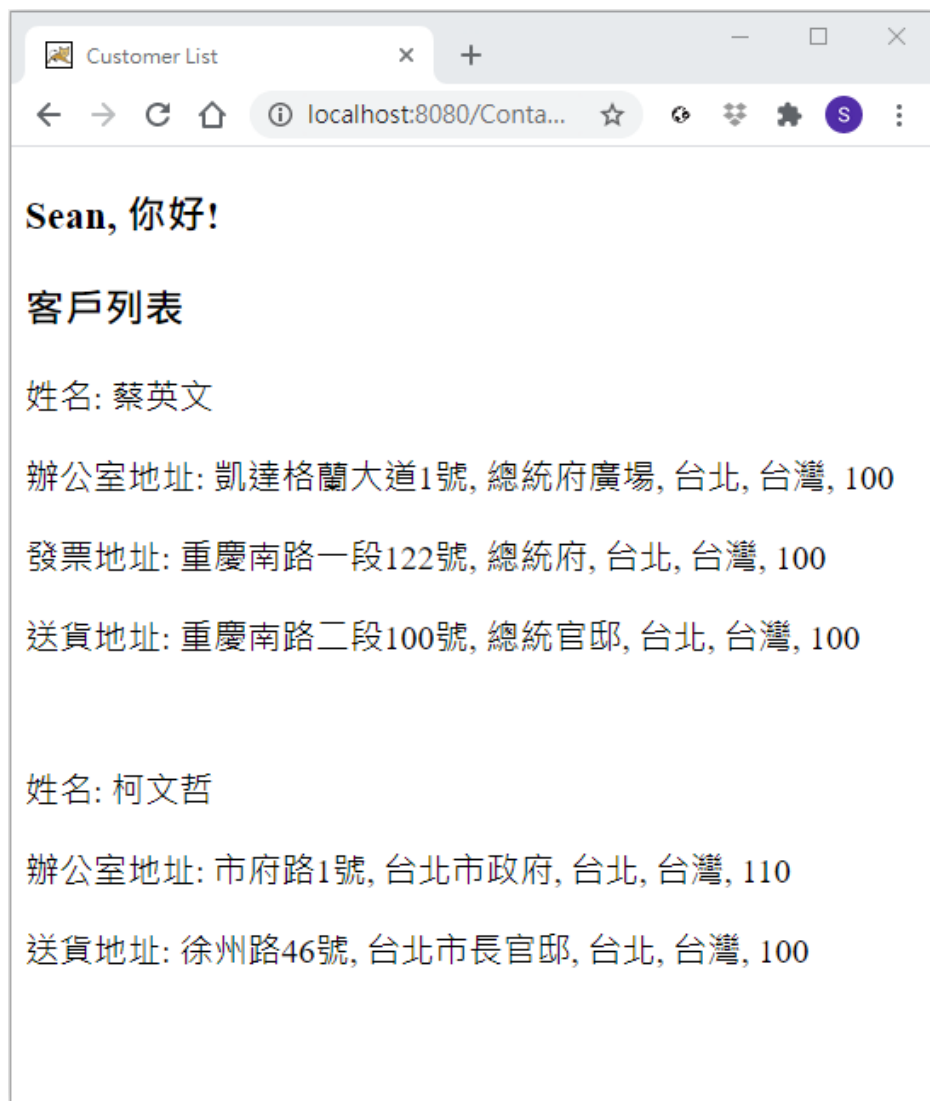 Customer List
localhost:8080/Conta...
S
Sean, 你好!
客戶列表
姓名: 蔡英文
辦公室地址: 凱達格蘭大道1號, 總統府廣場, 台北, 台灣, 100
發票地址: 重慶南路一段122號, 總統府, 台北, 台灣, 100
送貨地址: 重慶南路二段100號, 總統官邸, 台北, 台灣, 100
姓名: 柯文哲
辦公室地址: 市府路1號, 台北市政府, 台北, 台灣, 110
送貨地址: 徐州路46號, 台北市長官邸, 台北, 台灣, 100